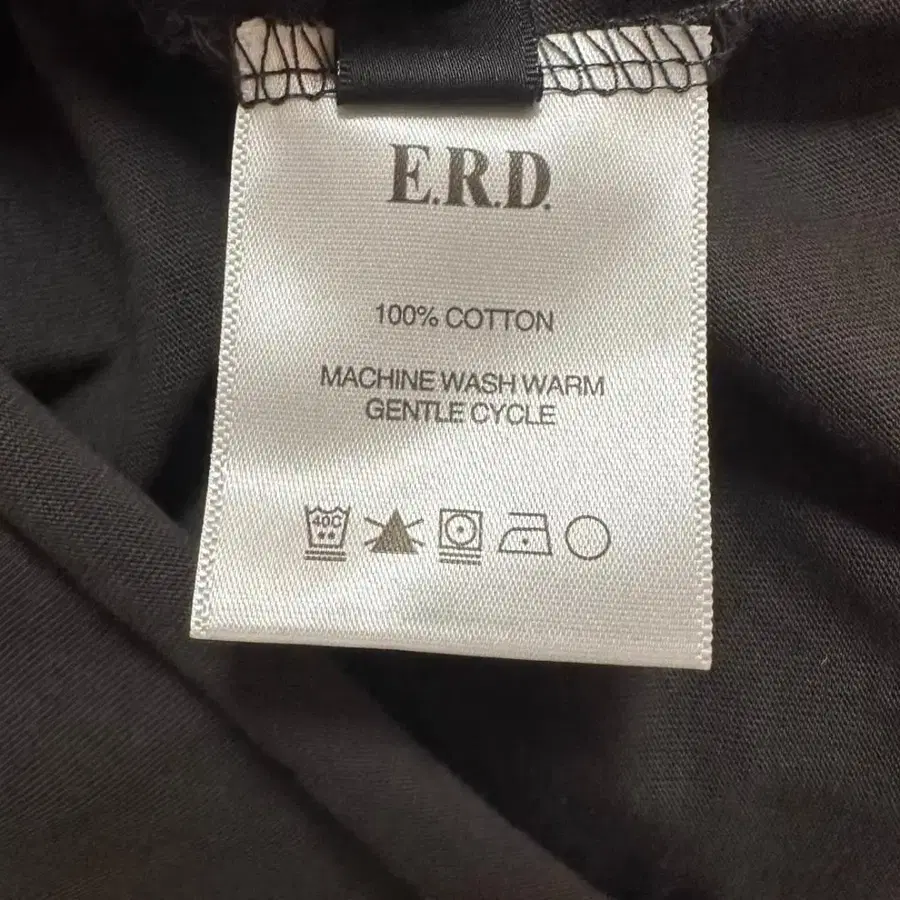 E.R.D.
100% COTTON
MACHINE WASH WARM
GENTLE CYCLE
40C